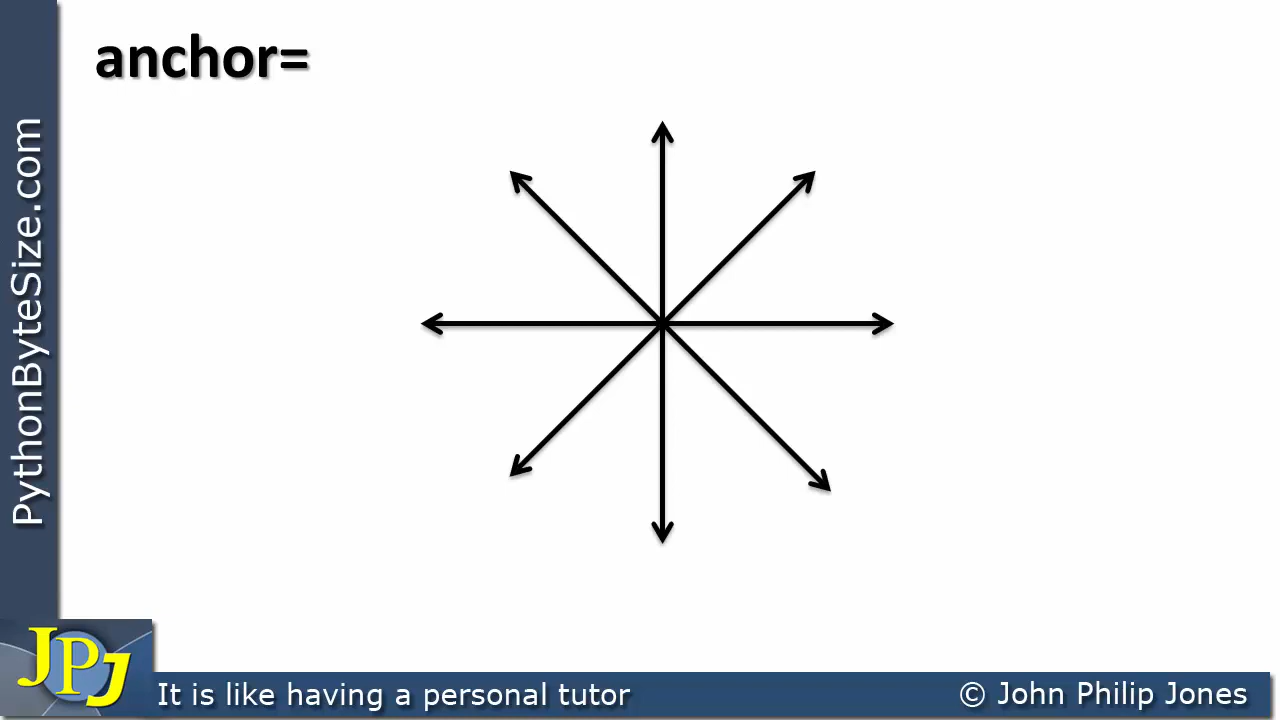 anchor=
PythonByteSize.com
JPJ
It is like having a personal tutor
© John Philip Jones